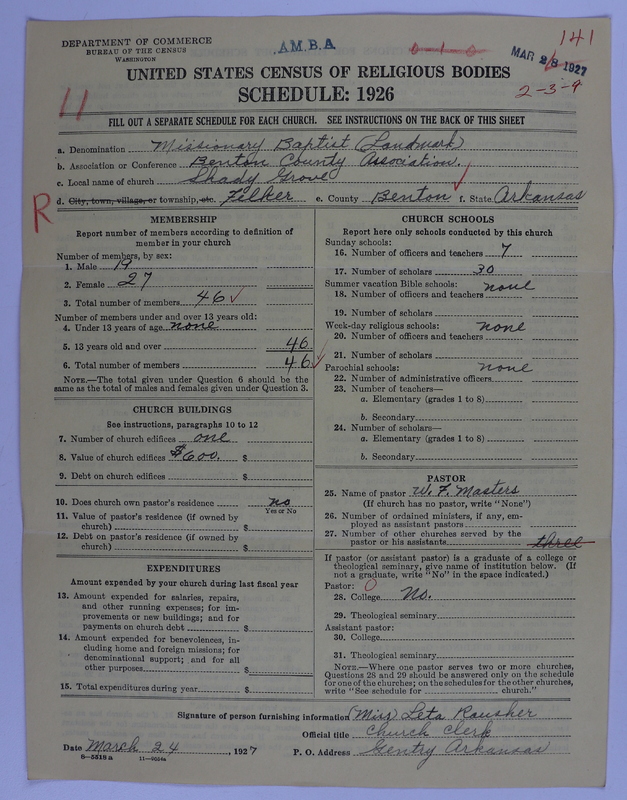 DEPARTMENT OF COMMERCE
BUREAU OF THE CENSUS
WASHINGTON
A.M.B.A.
0-1-0
MAR 28 1927
141
11
2-3-9
UNITED STATES CENSUS OF RELIGIOUS BODIES
SCHEDULE: 1926
FILL OUT A SEPARATE SCHEDULE FOR EACH CHURCH. SEE INSTRUCTIONS ON THE BACK OF THIS SHEET
a. Denomination Missionary Baptist (Landmark)
b. Association or Conference Benton County Association.
c. Local name of church Shady Grove
R
d. City, town, village, or township, etc. Felker e. County Benton f. State Arkansas
MEMBERSHIP
Report number of members according to definition of
member in your church
Number of members, by sex:
1. Male 19
2. Female 27
3. Total number of members 46
Number of members under and over 13 years old:
4. Under 13 years of age none
5. 13 years old and over 46
6. Total number of members 46
NOTE.—The total given under Question 6 should be the
same as the total of males and females given under Question 3.
CHURCH BUILDINGS
See instructions, paragraphs 10 to 12
7. Number of church edifices one
8. Value of church edifices $600. $
9. Debt on church edifices $
10. Does church own pastor's residence no
Yes or No
11. Value of pastor's residence (if owned by
church) $
12. Debt on pastor's residence (if owned by
church) $
EXPENDITURES
Amount expended by your church during last fiscal year
13. Amount expended for salaries, repairs,
and other running expenses; for im-
provements or new buildings; and for
payments on church debt $
14. Amount expended for benevolences, in-
cluding home and foreign missions; for
denominational support; and for all
other purposes $
15. Total expenditures during year $
CHURCH SCHOOLS
Report here only schools conducted by this church
Sunday schools:
16. Number of officers and teachers 7
17. Number of scholars 30
Summer vacation Bible schools: none
18. Number of officers and teachers
19. Number of scholars
Week-day religious schools: none
20. Number of officers and teachers
21. Number of scholars
Parochial schools: none
22. Number of administrative officers
23. Number of teachers—
a. Elementary (grades 1 to 8)
b. Secondary
24. Number of scholars—
a. Elementary (grades 1 to 8)
b. Secondary
PASTOR
25. Name of pastor W. F. Masters
(If church has no pastor, write "None")
26. Number of ordained ministers, if any, em-
ployed as assistant pastors
27. Number of other churches served by the
pastor or his assistants three
If pastor (or assistant pastor) is a graduate of a college or
theological seminary, give name of institution below. (If
not a graduate, write "No" in the space indicated.)
Pastor: 0
28. College No.
29. Theological seminary
Assistant pastor:
30. College
31. Theological seminary
NOTE.—Where one pastor serves two or more churches,
Questions 28 and 29 should be answered only on the schedule
for one of the churches; on the schedules for the other churches,
write "See schedule for church."
Signature of person furnishing information (Miss) Leta Rausher
Official title Church Clerk
Date March 24, 1927 P. O. Address Gentry Arkansas
8—5518a 11—9554a